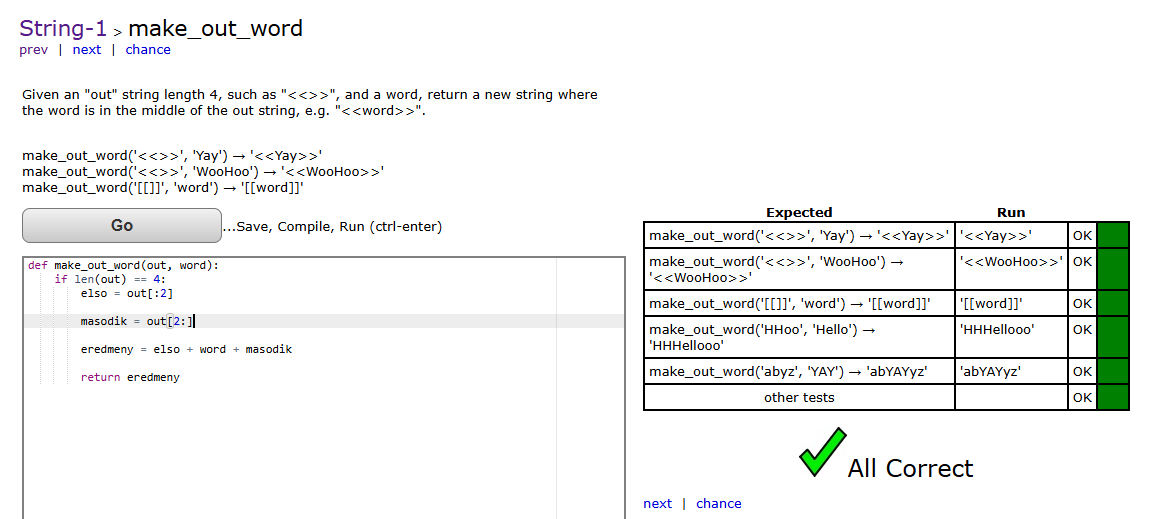 String-1 > make_out_word
prev | next | chance
Given an "out" string length 4, such as "<<>>", and a word, return a new string where
the word is in the middle of the out string, e.g. "<<word>>".
make_out_word('<<>>', 'Yay') → '<<Yay>>'
make_out_word('<<>>', 'WooHoo') → '<<WooHoo>>'
make_out_word('[[]]', 'word') → '[[word]]'
Go
...Save, Compile, Run (ctrl-enter)
def make_out_word(out, word):
    if len(out) == 4:
        elso = out[:2]
        masodik = out[2:]
        eredmeny = elso + word + masodik
        return eredmeny
Expected Run
make_out_word('<<>>', 'Yay') → '<<Yay>>' '<<Yay>>' OK
make_out_word('<<>>', 'WooHoo') → '<<WooHoo>>' OK
'<<WooHoo>>'
make_out_word('[[]]', 'word') → '[[word]]' '[[word]]' OK
make_out_word('HHoo', 'Hello') → 'HHHellooo' OK
'HHHellooo'
make_out_word('abyz', 'YAY') → 'abYAYyz' 'abYAYyz' OK
other tests OK
All Correct
next | chance